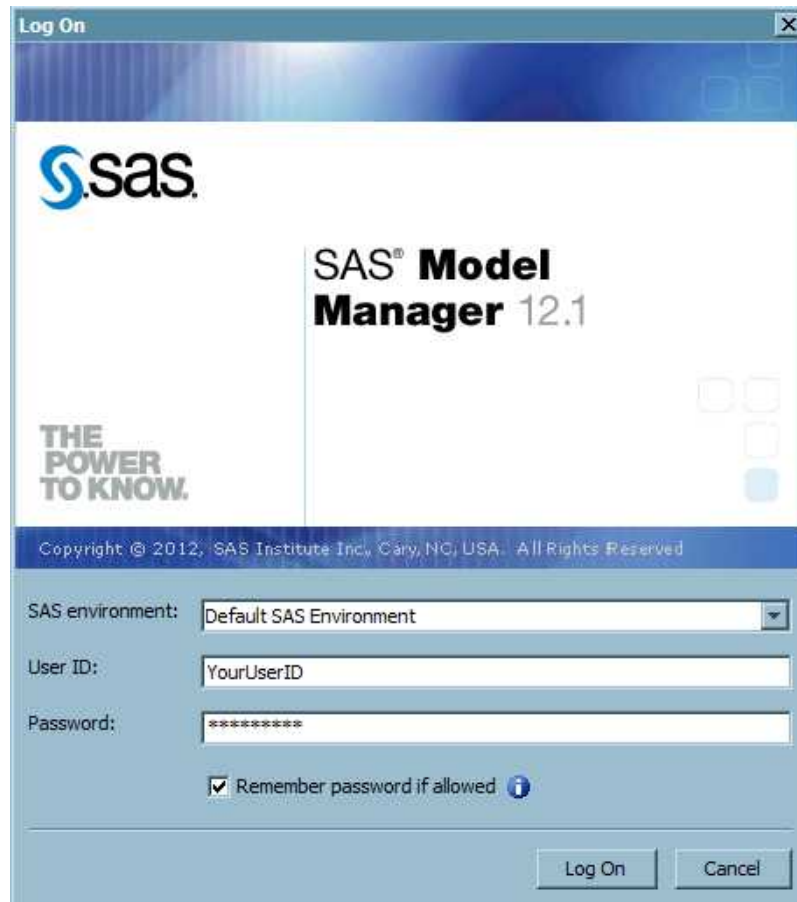 Log On
sas
SAS® Model
Manager 12.1
THE
POWER
TO KNOW.
Copyright © 2012, SAS Institute Inc., Cary, NC, USA. All Rights Reserved
SAS environment: Default SAS Environment
User ID: YourUserID
Password: *********
Remember password if allowed
Log On Cancel